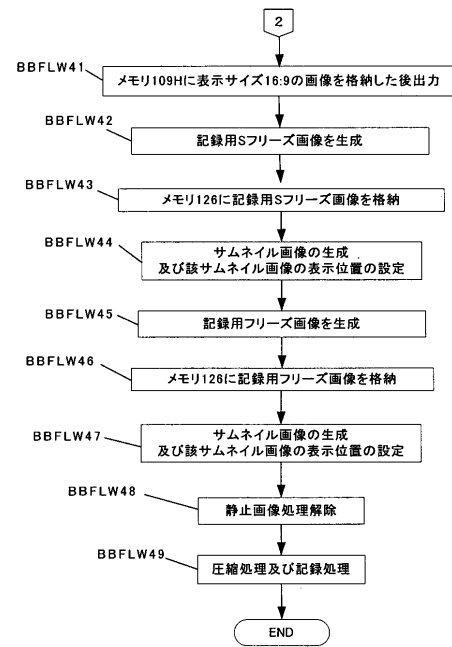 2
BBFLW41
メモリ109Hに表示サイズ16:9の画像を格納した後出力
BBFLW42
記録用Sフリーズ画像を生成
BBFLW43
メモリ126に記録用Sフリーズ画像を格納
BBFLW44
サムネイル画像の生成
及び該サムネイル画像の表示位置の設定
BBFLW45
記録用フリーズ画像を生成
BBFLW46
メモリ126に記録用フリーズ画像を格納
BBFLW47
サムネイル画像の生成
及び該サムネイル画像の表示位置の設定
BBFLW48
静止画像処理解除
BBFLW49
圧縮処理及び記録処理
END